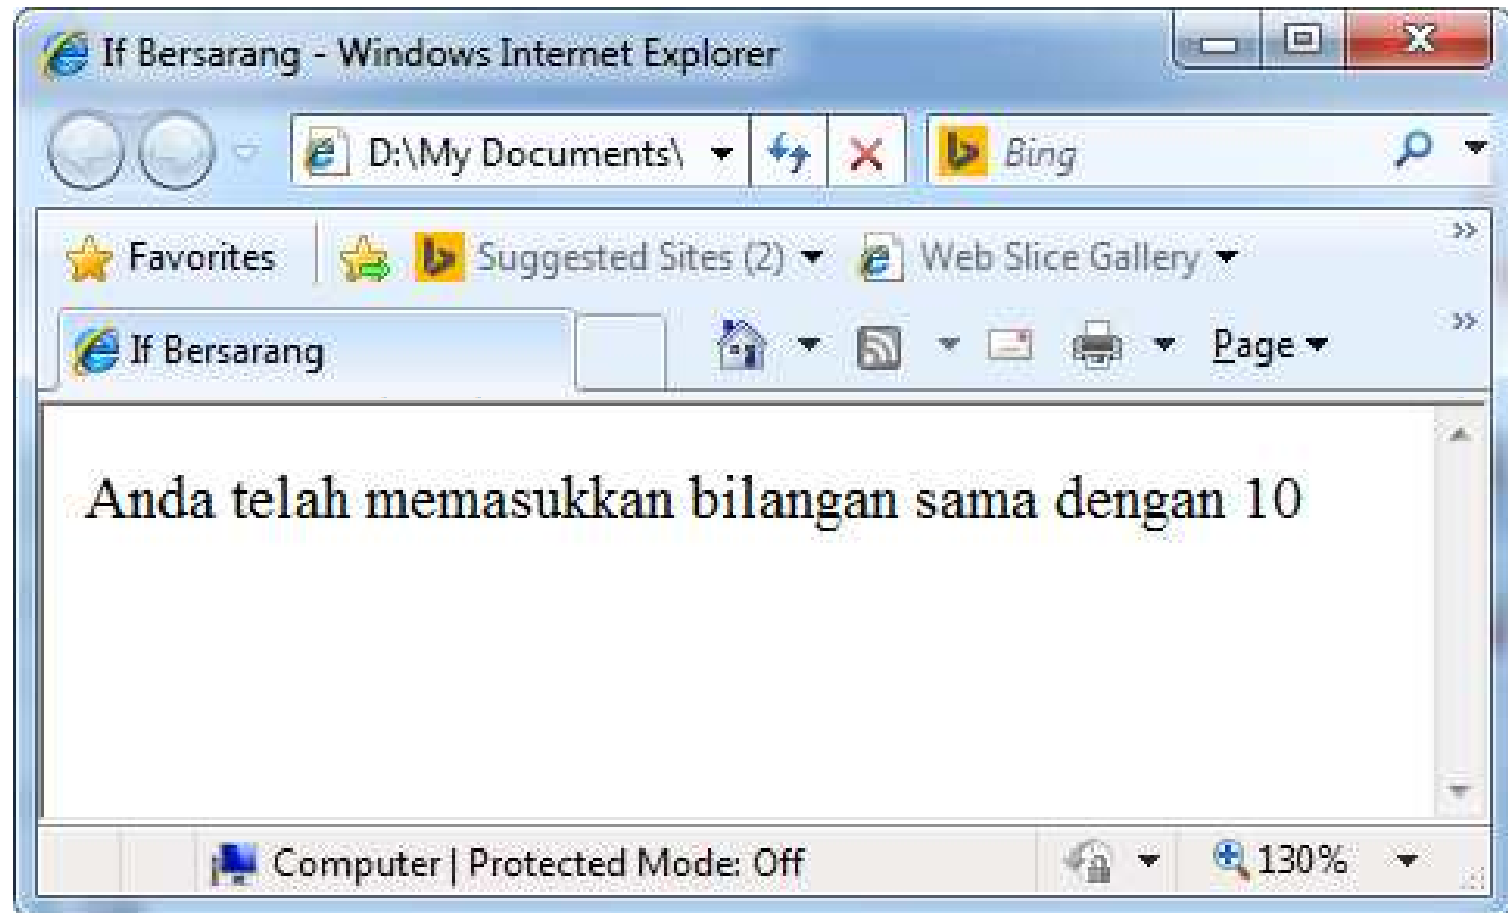 If Bersarang - Windows Internet Explorer
D:\My Documents\ Bing
Favorites Suggested Sites (2) Web Slice Gallery
If Bersarang Page
Anda telah memasukkan bilangan sama dengan 10
Computer | Protected Mode: Off 130%